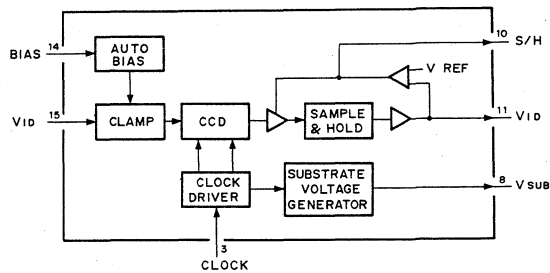 10
S/H
14
BIAS
AUTO
BIAS
V REF
15
VID
CLAMP
CCD
SAMPLE
& HOLD
11
VID
CLOCK
DRIVER
SUBSTRATE
VOLTAGE
GENERATOR
8
VSUB
3
CLOCK